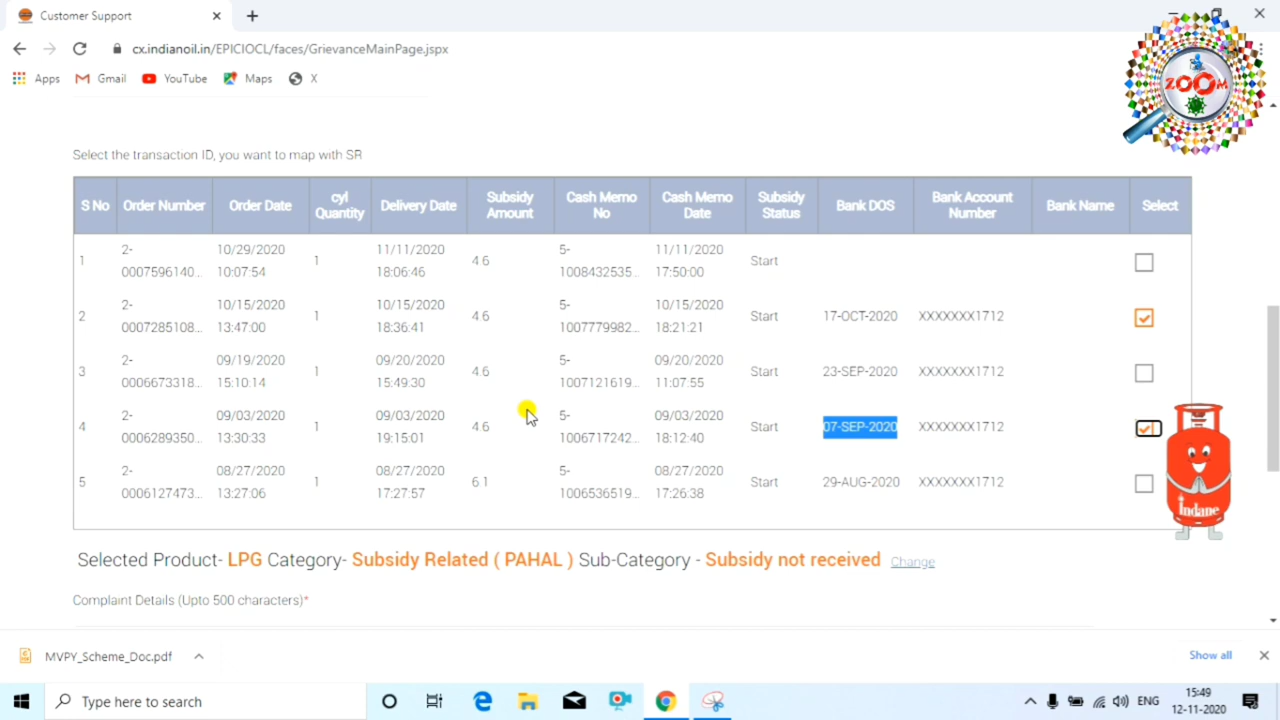 Customer Support
cx.indianoil.in/EPICIOCL/faces/GrievanceMainPage.jspx
Apps Gmail YouTube Maps X
ZOOM
Select the transaction ID, you want to map with SR
S No Order Number Order Date cyl Quantity Delivery Date Subsidy Amount Cash Memo No Cash Memo Date Subsidy Status Bank DOS Bank Account Number Bank Name Select
1 2-0007596140... 10/29/2020 10:07:54 1 11/11/2020 18:06:46 4.6 5-1008432535... 11/11/2020 17:50:00 Start
2 2-0007285108... 10/15/2020 13:47:00 1 10/15/2020 18:36:41 4.6 5-1007779982... 10/15/2020 18:21:21 Start 17-OCT-2020 XXXXXXX1712
3 2-0006673318... 09/19/2020 15:10:14 1 09/20/2020 15:49:30 4.6 5-1007121619... 09/20/2020 11:07:55 Start 23-SEP-2020 XXXXXXX1712
4 2-0006289350... 09/03/2020 13:30:33 1 09/03/2020 19:15:01 4.6 5-1006717242... 09/03/2020 18:12:40 Start 07-SEP-2020 XXXXXXX1712
5 2-0006127473... 08/27/2020 13:27:06 1 08/27/2020 17:27:57 6.1 5-1006536519... 08/27/2020 17:26:38 Start 29-AUG-2020 XXXXXXX1712
Indane
Selected Product- LPG Category- Subsidy Related ( PAHAL ) Sub-Category - Subsidy not received Change
Complaint Details (Upto 500 characters)*
MVPY_Scheme_Doc.pdf Show all
Type here to search ENG 15:49
12-11-2020